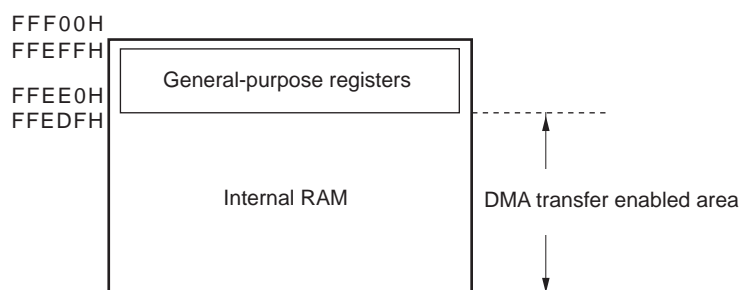 FFF00H
FFEFFH
General-purpose registers
FFEE0H
FFEDFH
Internal RAM
DMA transfer enabled area